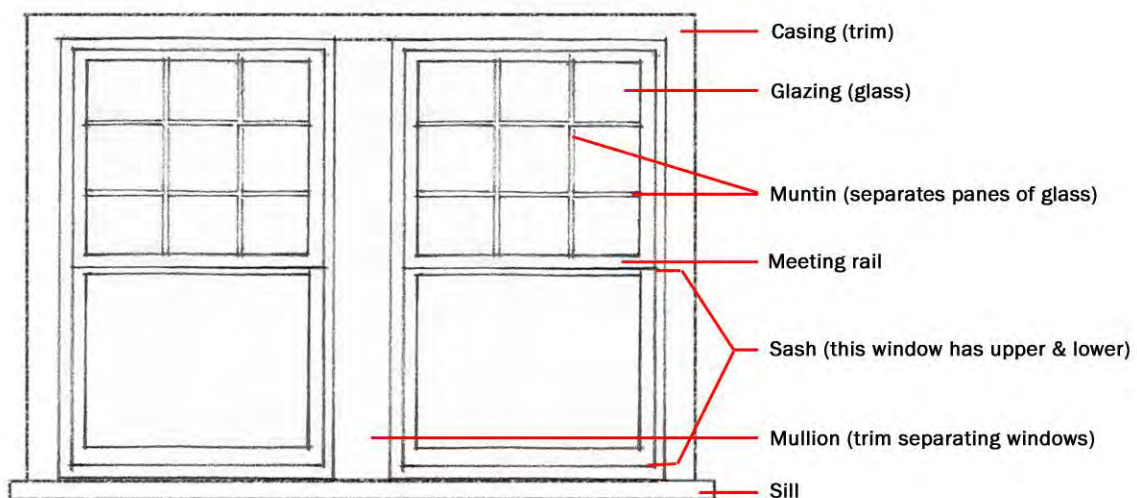 Casing (trim)
Glazing (glass)
Muntin (separates panes of glass)
Meeting rail
Sash (this window has upper & lower)
Mullion (trim separating windows)
Sill